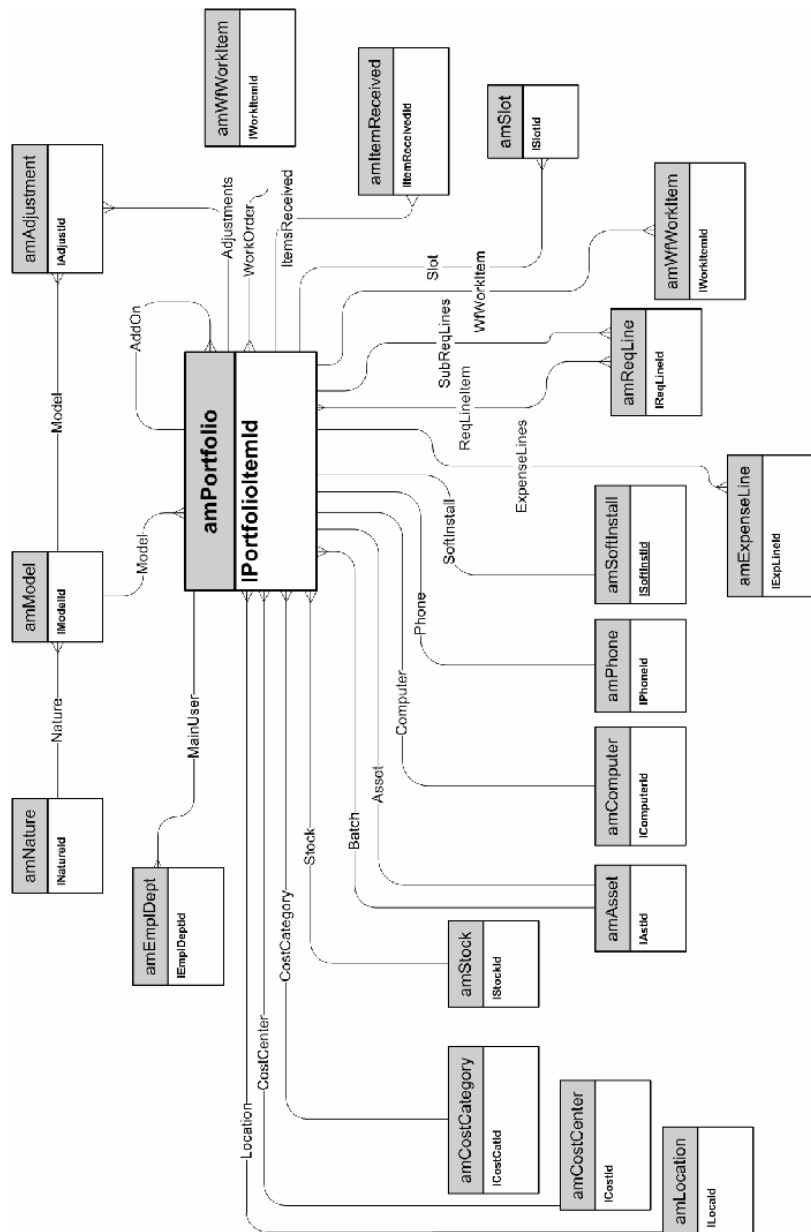 amNature
lNatureId
amModel
lModelId
amAdjustment
lAdjustId
Nature
Model
amEmplDept
lEmplDeptId
MainUser
Model
AddOn
amPortfolio
lPortfolioItemId
amWfWorkItem
lWorkItemId
Adjustments
WorkOrder
ItemsReceived
amItemReceived
lItemReceivedId
Location
CostCenter
CostCategory
Stock
Batch
Asset
Computer
Phone
SoftInstall
ExpenseLines
ReqLineItem
SubReqLines
WfWorkItem
Slot
amSlot
lSlotId
amCostCategory
lCostCatId
amStock
lStockId
amCostCenter
lCostId
amAsset
lAstId
amComputer
lComputerId
amPhone
lPhoneId
amSoftInstall
lSoftInstId
amReqLine
lReqLineId
amWfWorkItem
lWorkItemId
amLocation
lLocaId
amExpenseLine
lExpLineId